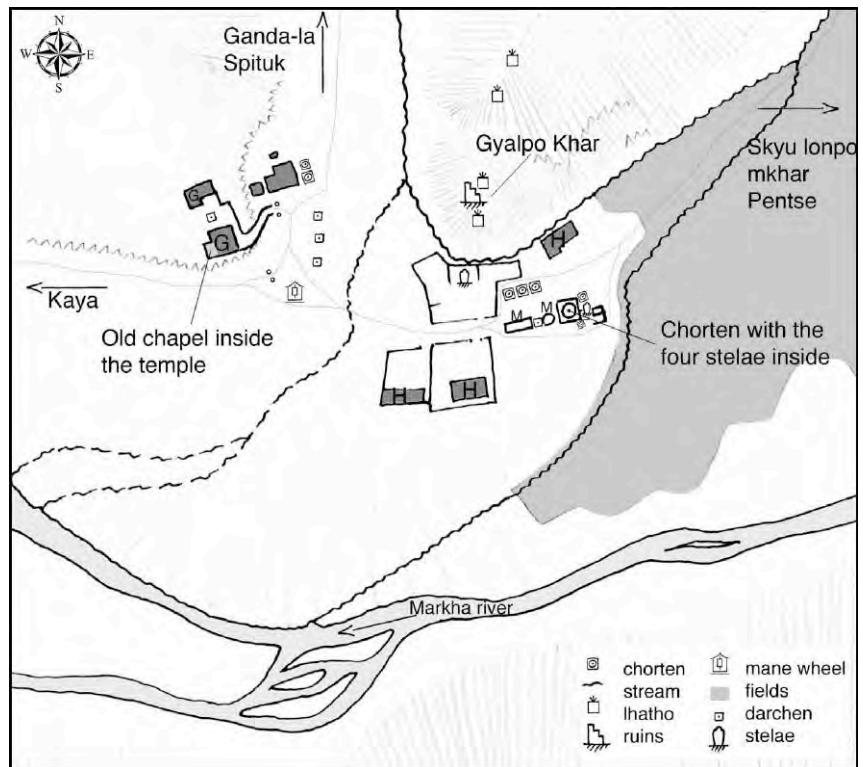 N
W
E
S
Ganda-la
Spituk
Gyalpo Khar
Skyu lonpo
mkhar
Pentse
G
G
H
Kaya
Old chapel inside
the temple
M
M
Chorten with the
four stelae inside
H
H
Markha river
chorten
stream
lhatho
ruins
mane wheel
fields
darchen
stelae